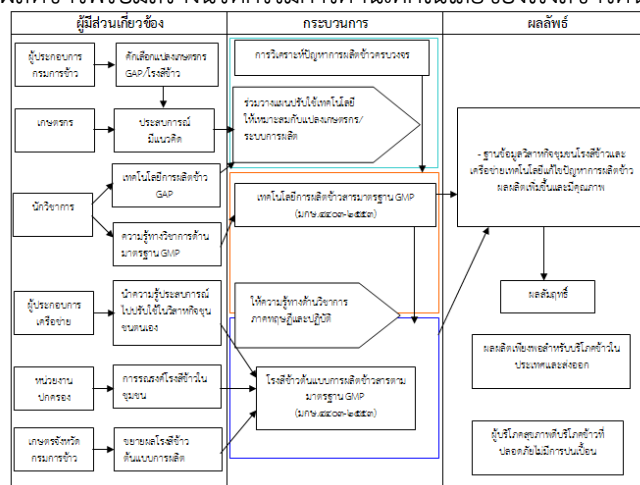 ผู้มีส่วนเกี่ยวข้อง
กระบวนการ
ผลลัพธ์
ผู้ประกอบการ
กรมการข้าว
คัดเลือกแปลงเกษตรกร
GAP/โรงสีข้าว
การวิเคราะห์ปัญหาการผลิตข้าวครบวงจร
เกษตรกร
ประสบการณ์
มีแนวคิด
ร่วมวางแผนปรับใช้เทคโนโลยี
ให้เหมาะสมกับแปลงเกษตรกร/
ระบบการผลิต
นักวิชาการ
เทคโนโลยีการผลิตข้าว
GAP
ความรู้ทางวิชาการด้าน
มาตรฐาน GMP
เทคโนโลยีการผลิตข้าวสารมาตรฐาน GMP
(มกษ.๔๔๐๓-๒๕๕๓)
- ฐานข้อมูลวิสาหกิจชุมชนโรงสีข้าวและ
เครือข่ายเทคโนโลยีแก้ไขปัญหาการผลิตข้าว
ผลผลิตเพิ่มขึ้นและมีคุณภาพ
ผู้ประกอบการ
เครือข่าย
นำความรู้ประสบการณ์
ไปปรับใช้ในวิสาหกิจชุมชน
ชนตนเอง
ให้ความรู้ทางด้านวิชาการ
ภาคทฤษฎีและปฏิบัติ
ผลสัมฤทธิ์
หน่วยงาน
ปกครอง
การรณรงค์โรงสีข้าวใน
ชุมชน
โรงสีข้าวต้นแบบการผลิตข้าวสารตาม
มาตรฐาน GMP
(มกษ.๔๔๐๓-๒๕๕๓)
ผลผลิตเพียงพอสำหรับบริโภคข้าวใน
ประเทศและส่งออก
เกษตรจังหวัด
กรมการข้าว
ขยายผลโรงสีข้าว
ต้นแบบการผลิต
ผู้บริโภคสุขภาพดีบริโภคข้าวที่
ปลอดภัยไม่มีการปนเปื้อน